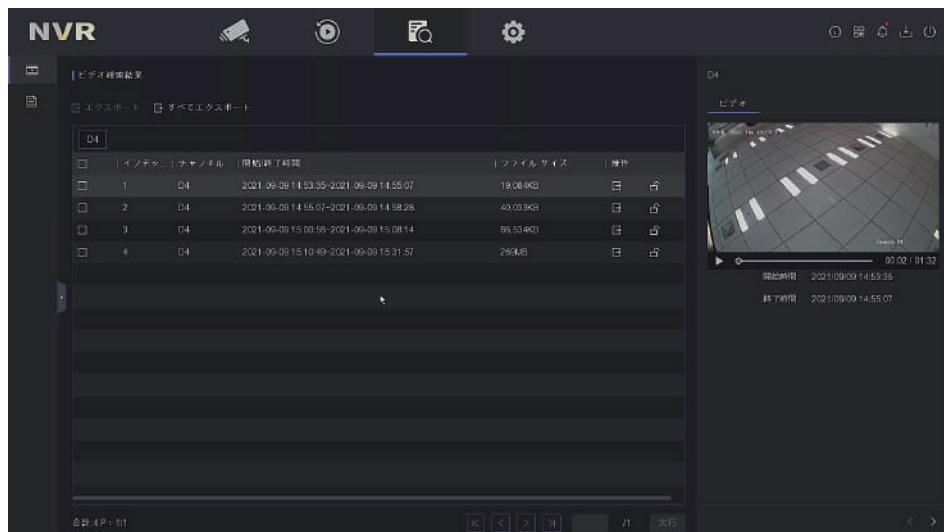 NVR
ビデオ検索結果
エクスポート すべてエクスポート
D4
インデッ... チャンネル 開始/終了時間 ファイル サイズ 操作
1 D4 2021-09-09 14:53:35~2021-09-09 14:55:07 19,084KB
2 D4 2021-09-09 14:55:07~2021-09-09 14:58:28 40,033KB
3 D4 2021-09-09 15:00:56~2021-09-09 15:08:14 86,534KB
4 D4 2021-09-09 15:10:49~2021-09-09 15:31:57 269MB
合計:4 P: 1/1
/1
D4
ビデオ
00:02 / 01:32
開始時間: 2021/09/09 14:53:35
終了時間: 2021/09/09 14:55:07